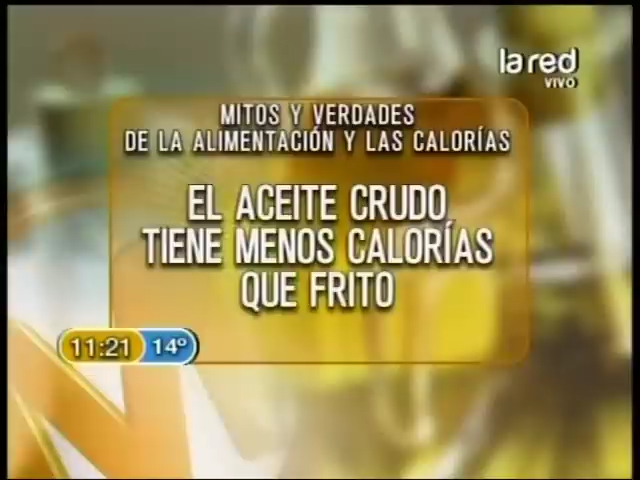 la red
VIVO
MITOS Y VERDADES
DE LA ALIMENTACIÓN Y LAS CALORÍAS
EL ACEITE CRUDO
TIENE MENOS CALORÍAS
QUE FRITO
11:21 14º